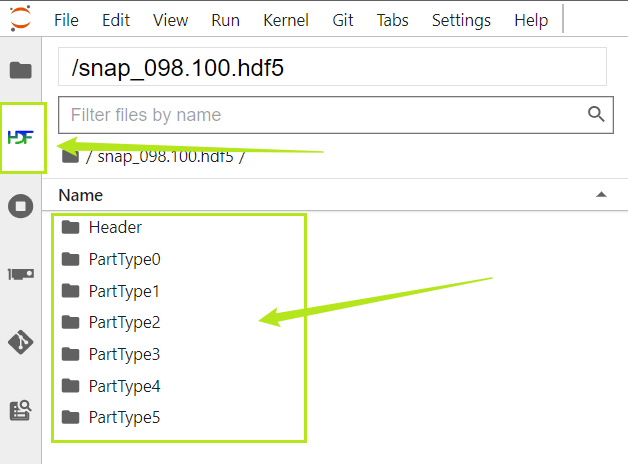 File Edit View Run Kernel Git Tabs Settings Help
/snap_098.100.hdf5
Filter files by name
HDF
/ snap_098.100.hdf5 /
Name
Header
PartType0
PartType1
PartType2
PartType3
PartType4
PartType5